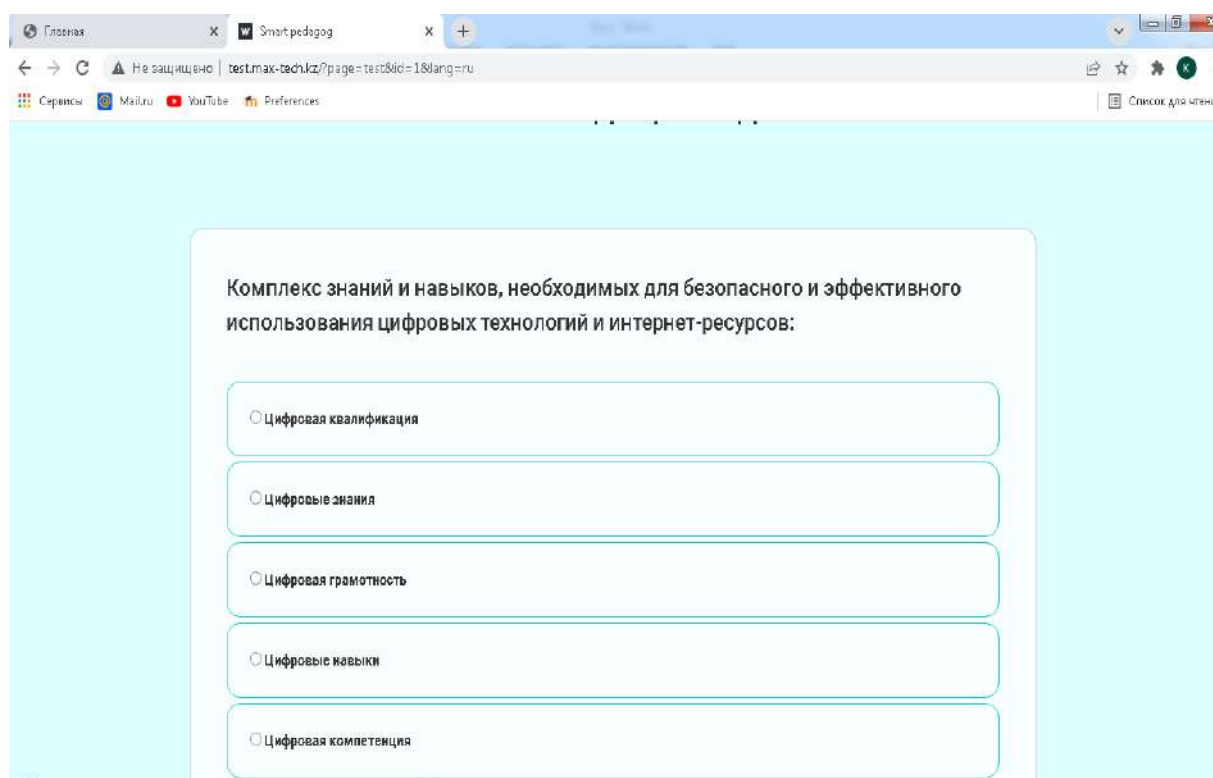 Главная
Smart pedagog
Не защищено | test.max-tech.kz/?page=test&id=1&lang=ru
Сервисы Mail.ru YouTube Preferences
Список для чтен
Комплекс знаний и навыков, необходимых для безопасного и эффективного
использования цифровых технологий и интернет-ресурсов:
Цифровая квалификация
Цифровые знания
Цифровая грамотность
Цифровые навыки
Цифровая компетенция